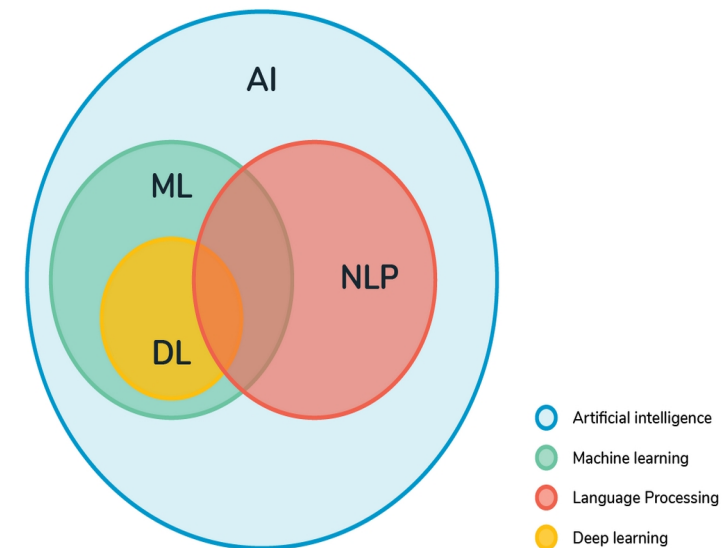 AI
ML
NLP
DL
Artificial intelligence
Machine learning
Language Processing
Deep learning